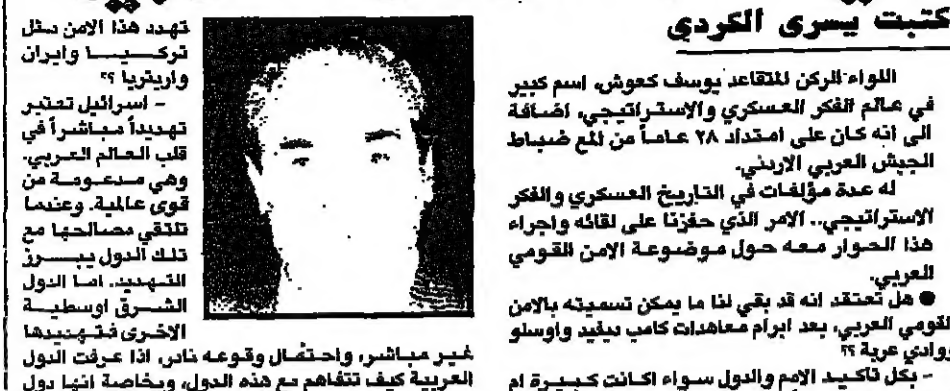 كتبت يسرى الكردي
اللواء الركن المتقاعد يوسف كعوش، اسم كبير
في عالم الفكر العسكري والاستراتيجي، اضافة
الى انه كان على امتداد ٢٨ عاماً من المع ضباط
الجيش العربي الاردني.
له عدة مؤلفات في التاريخ العسكري والفكر
الاستراتيجي.. الامر الذي حفزنا على لقائه واجراء
هذا الحوار معه حول موضوعة الامن القومي
العربي.
● هل تعتقد انه قد بقي لنا ما يمكن تسميته بالامن
القومي العربي، بعد ابرام معاهدات كامب ديفيد واوسلو
ووادي عربة ؟؟
- بكل تأكيد الامم والدول سواء اكانت كبيرة ام
تهدد هذا الامن مثل
تركيا وايران
واريتريا ؟؟
- اسرائيل تعتبر
تهديداً مباشراً في
قلب العالم العربي.
وهي مدعومة من
قوى عالمية. وعندما
تلتقي مصالحها مع
تلك الدول يبرز
التهديد. اما الدول
الشرق اوسطية
الاخرى فتهديدها
غير مباشر، واحتمال وقوعه نادر، اذا عرفت الدول
العربية كيف تتفاهم مع هذه الدول، وبخاصة انها دول